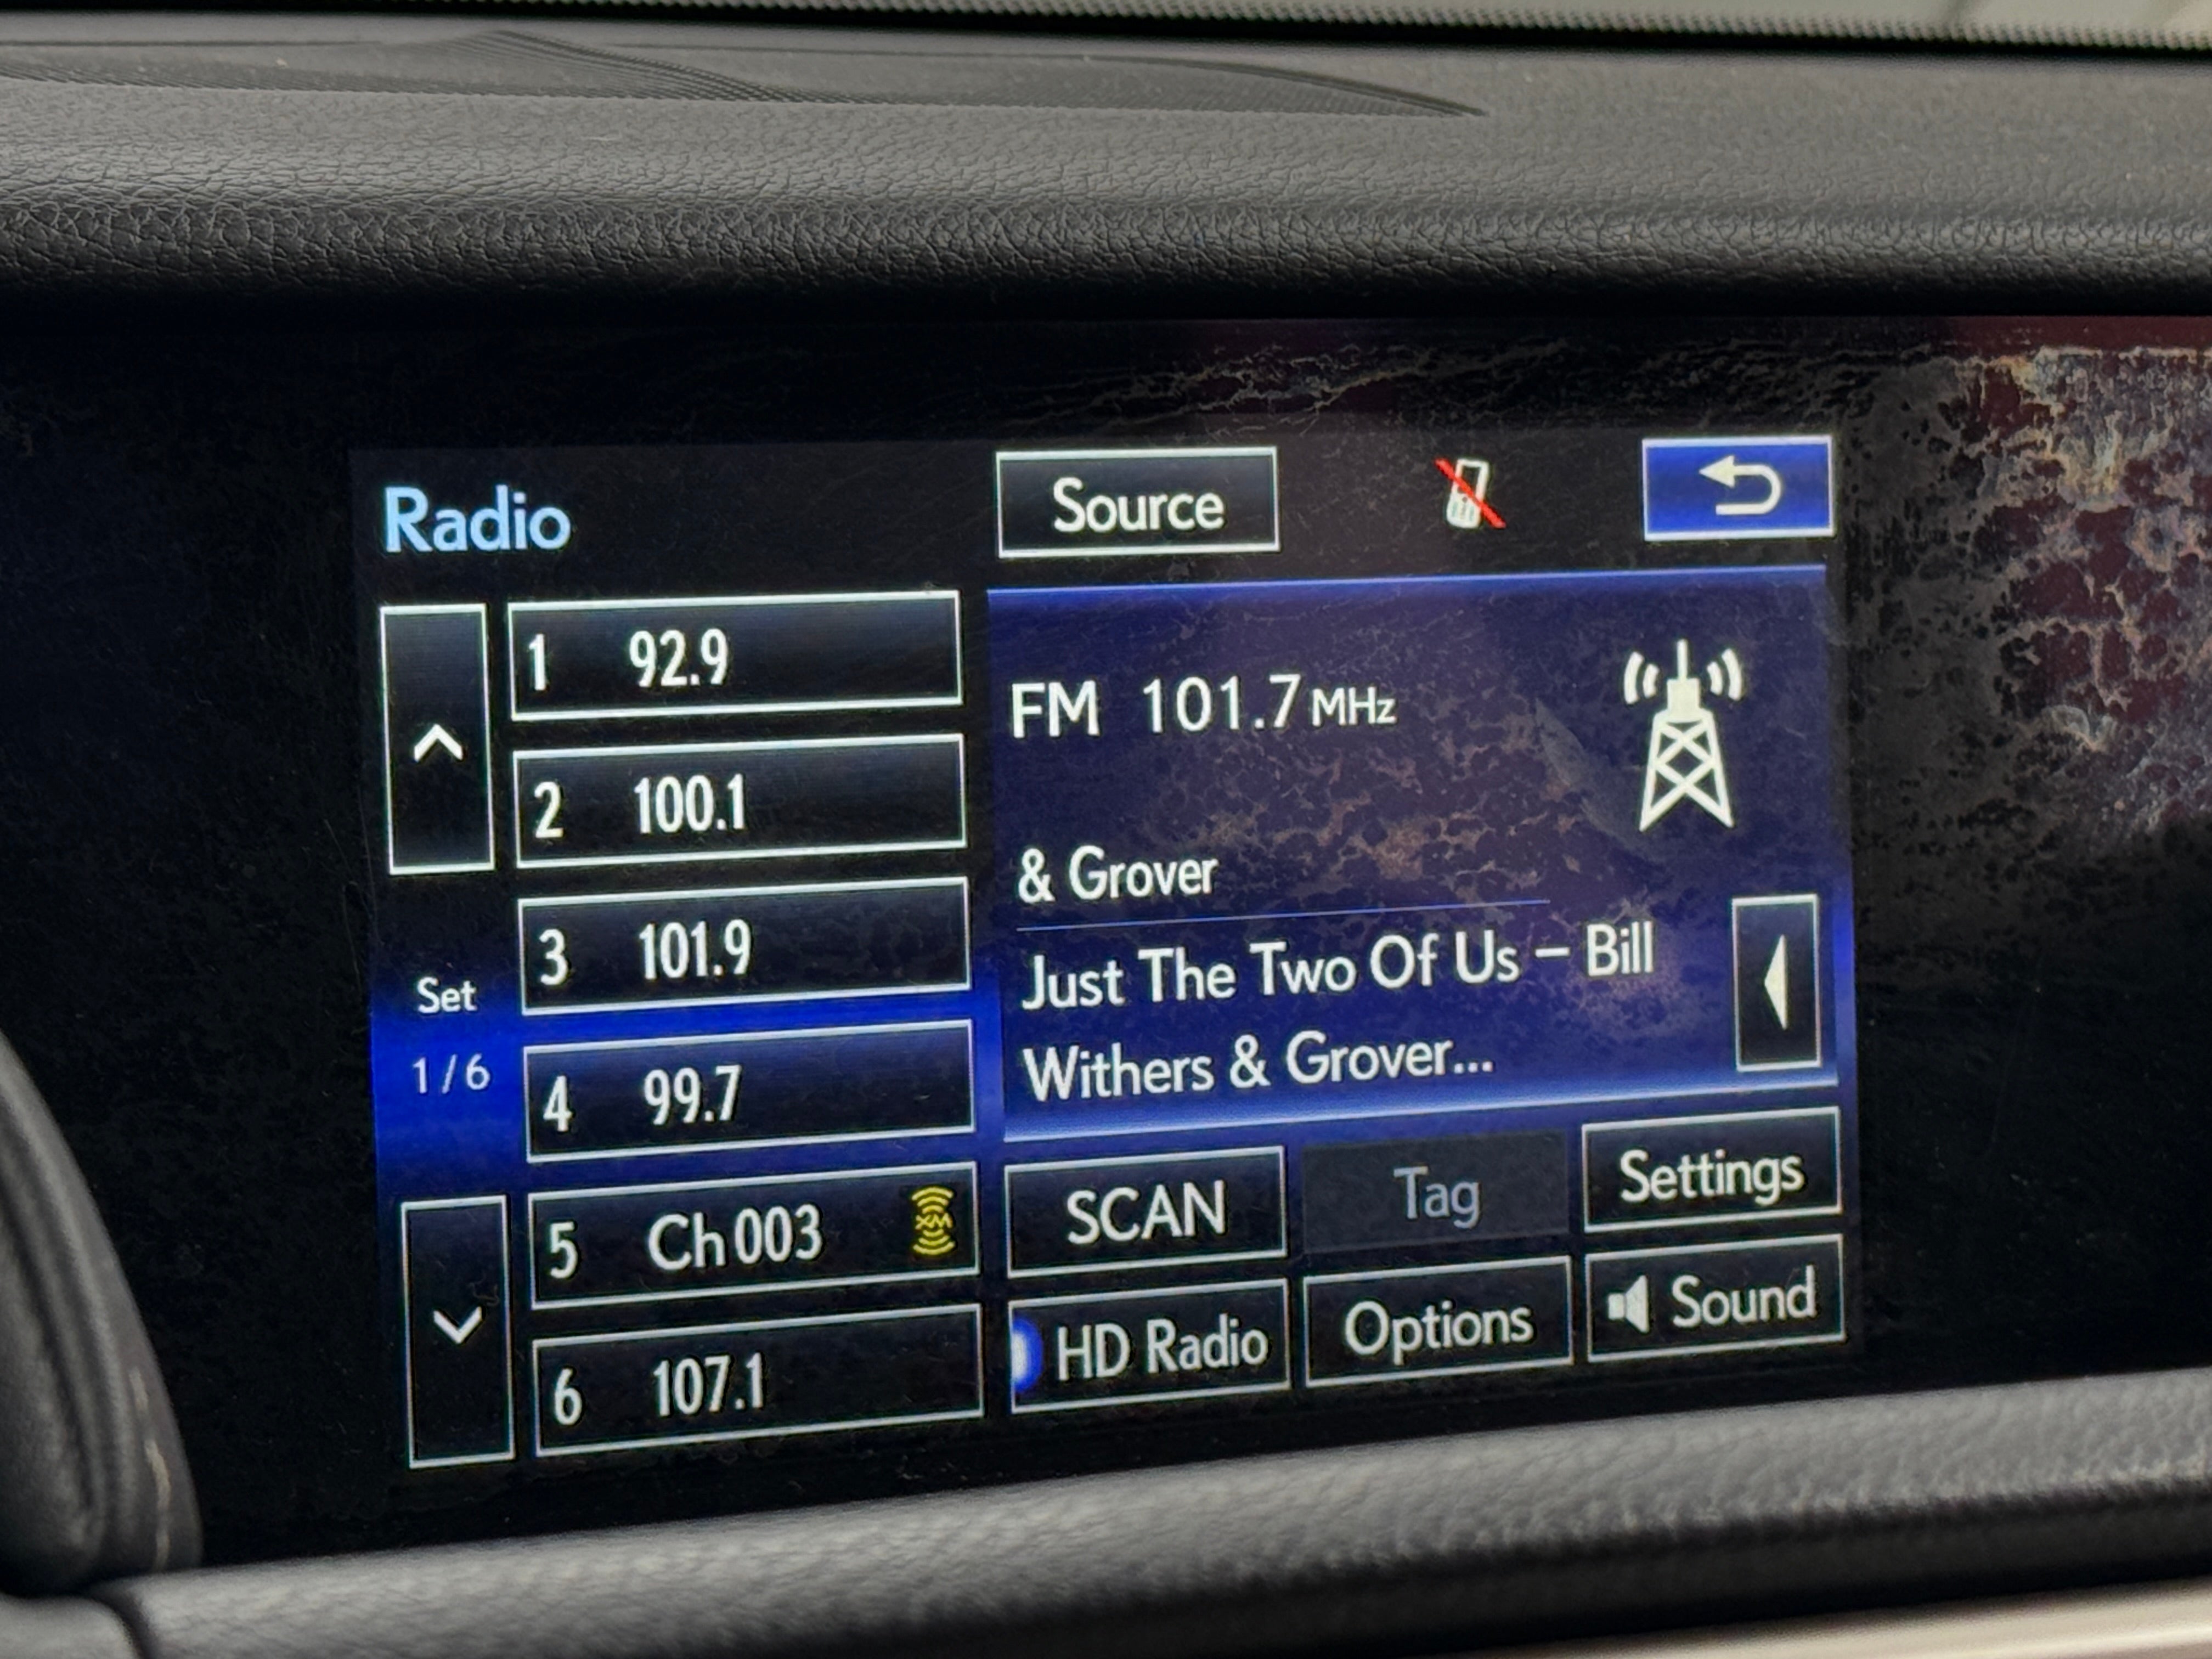 Radio
Source
1 92.9
2 100.1
3 101.9
Set
1/6
4 99.7
5 Ch 003 XM
6 107.1
FM 101.7 MHz
& Grover
Just The Two Of Us – Bill
Withers & Grover...
SCAN
Tag
Settings
HD Radio
Options
Sound